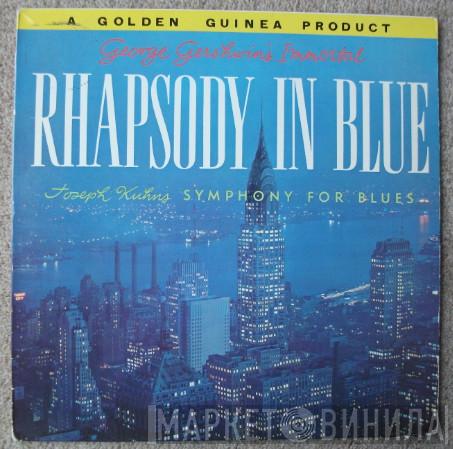 A GOLDEN GUINEA PRODUCT
George Gershwin's Immortal
RHAPSODY IN BLUE
Joseph Kuhns SYMPHONY FOR BLUES
МАРКЕТ ВИНИЛА